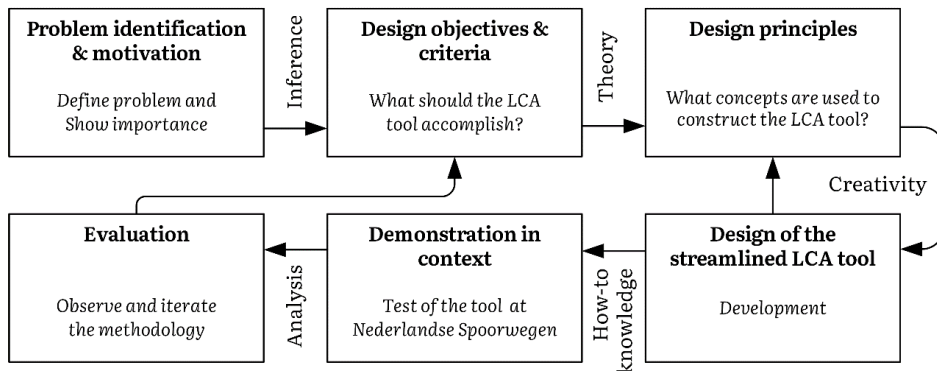 Problem identification
& motivation
Define problem and
Show importance
Inference
Design objectives &
criteria
What should the LCA
tool accomplish?
Theory
Design principles
What concepts are used to
construct the LCA tool?
Creativity
Design of the
streamlined LCA tool
Development
How-to
knowledge
Demonstration in
context
Test of the tool at
Nederlandse Spoorwegen
Analysis
Evaluation
Observe and iterate
the methodology